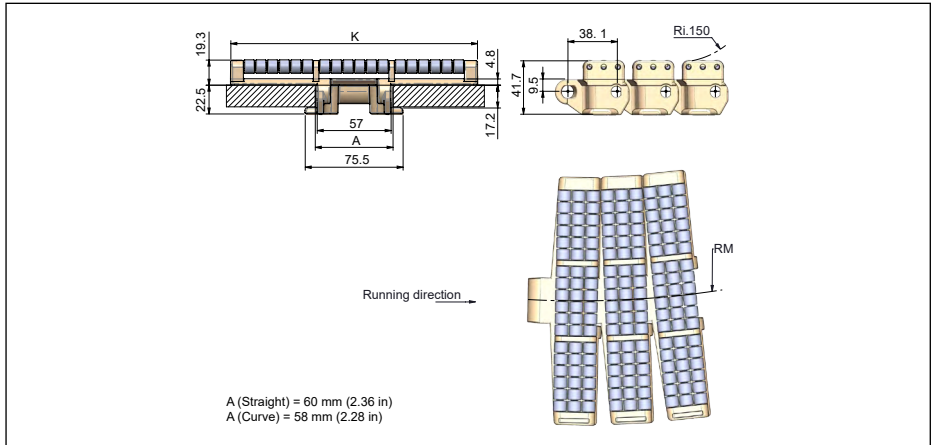 K
19.3
22.5
4.8
17.2
57
A
75.5
38. 1
Ri.150
41.7
9.5
RM
Running direction
A (Straight) = 60 mm (2.36 in)
A (Curve) = 58 mm (2.28 in)